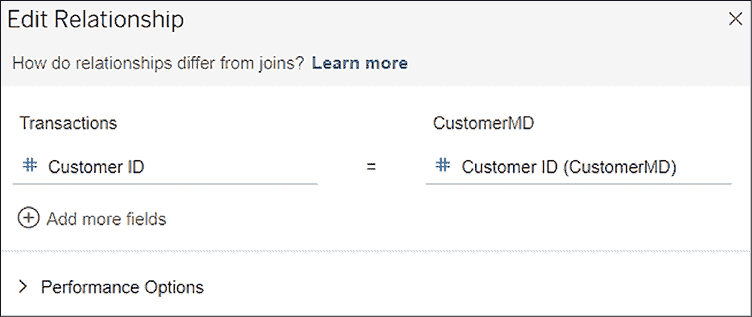 Edit Relationship
How do relationships differ from joins? Learn more
Transactions CustomerMD
# Customer ID = # Customer ID (CustomerMD)
Add more fields
Performance Options